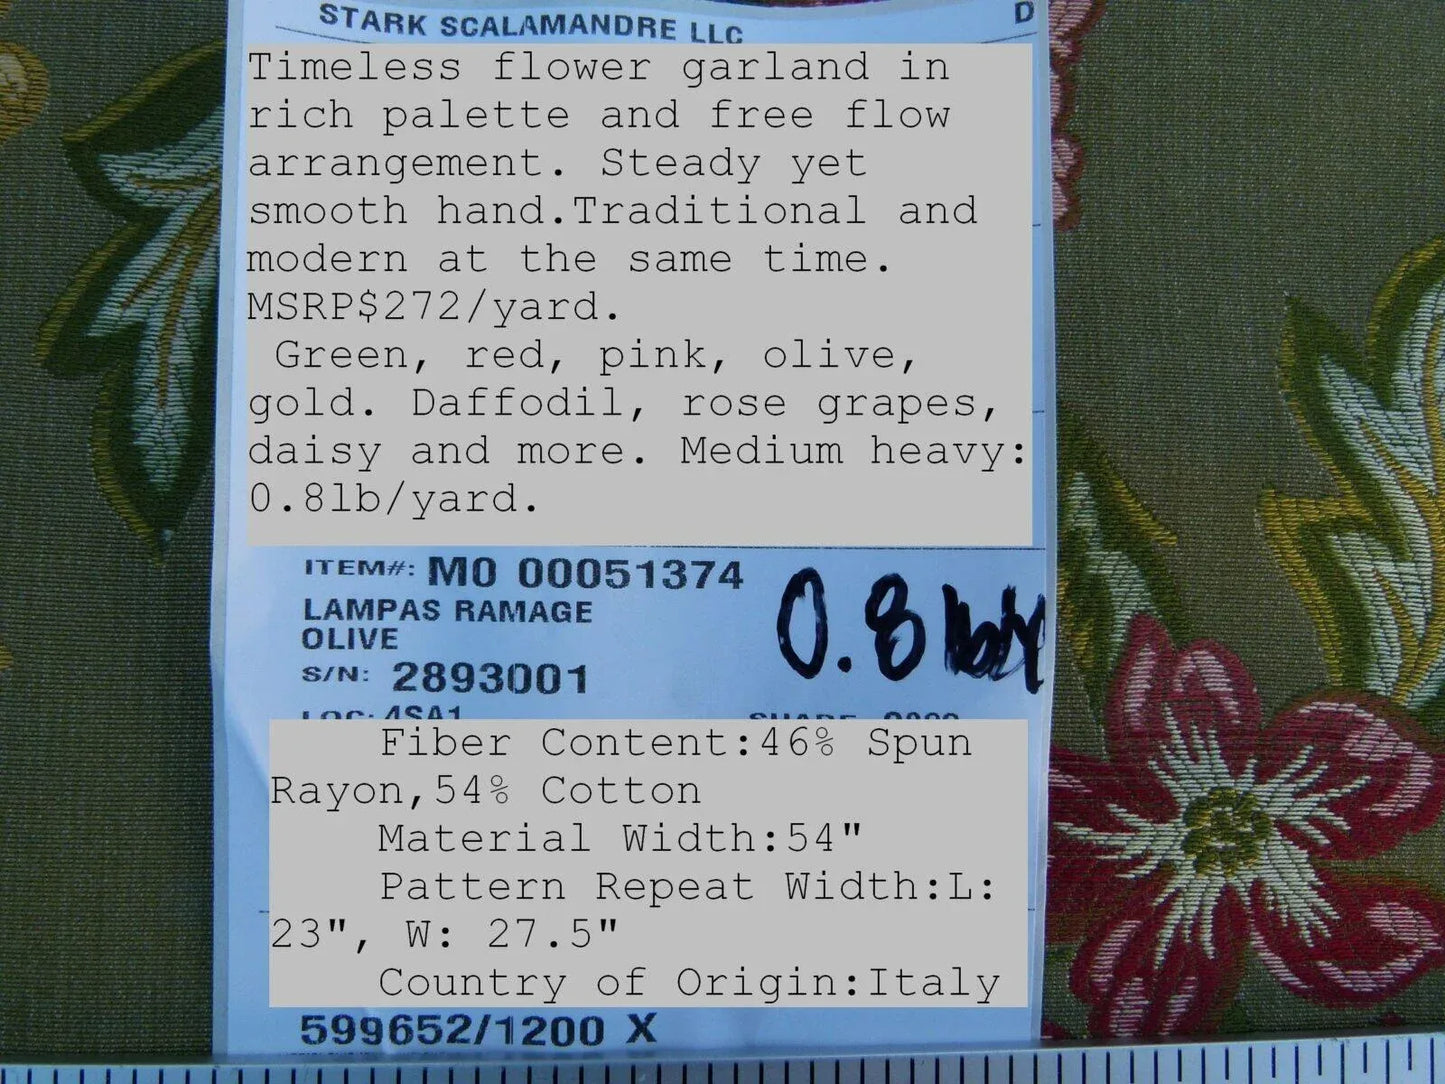 STARK SCALAMANDRE LLC
D
Timeless flower garland in
rich palette and free flow
arrangement. Steady yet
smooth hand.Traditional and
modern at the same time.
MSRP$272/yard.
Green, red, pink, olive,
gold. Daffodil, rose grapes,
daisy and more. Medium heavy:
0.8lb/yard.
ITEM#: M0 00051374
LAMPAS RAMAGE
OLIVE
0.8
S/N: 2893001
LOC: 4SA1
Fiber Content:46% Spun
Rayon,54% Cotton
Material Width:54"
Pattern Repeat Width:L:
23", W: 27.5"
Country of Origin:Italy
599652/1200 X